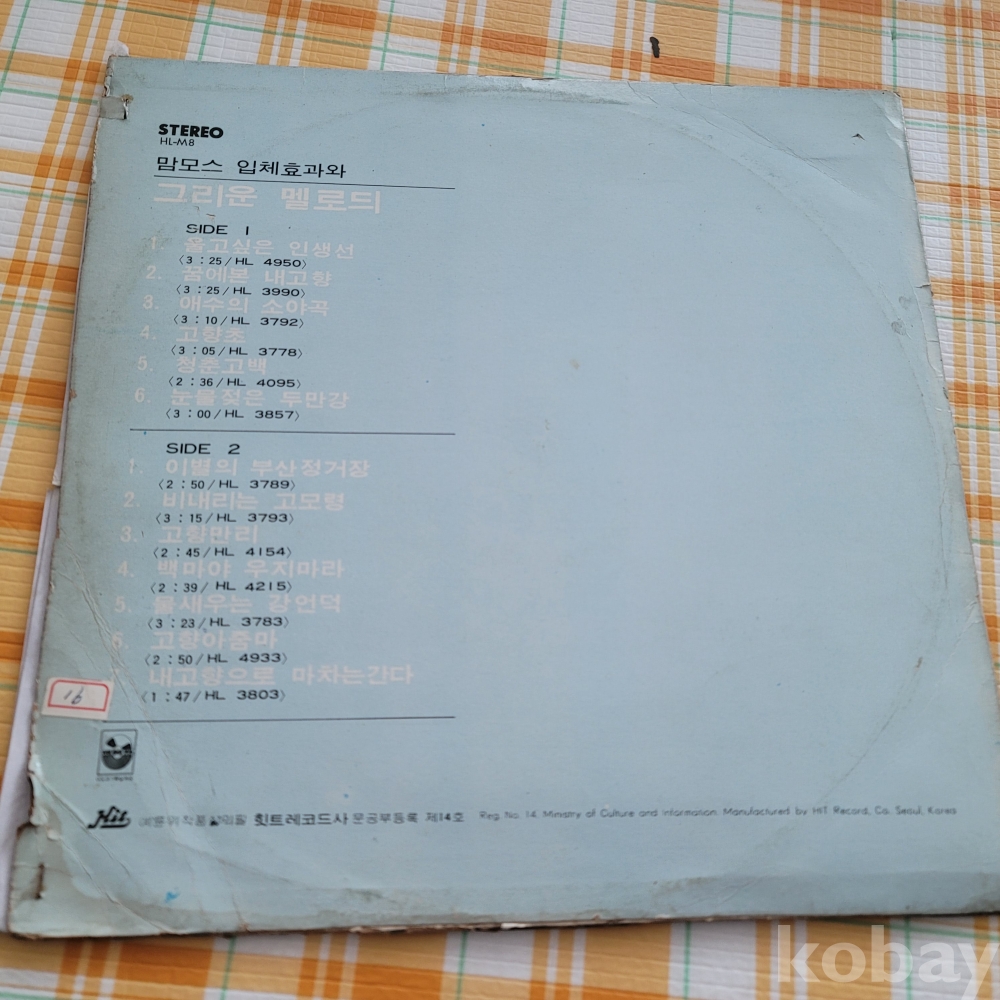 STEREO
HL-M8
맘모스 입체효과와
그리운 멜로듸
SIDE 1
1. 울고싶은 인생선
〈3 : 25/HL 4950〉
2. 꿈에본 내고향
〈3 : 25/HL 3990〉
3. 애수의 소야곡
〈3 : 10/HL 3792〉
4. 고향초
〈3 : 05/HL 3778〉
5. 청춘고백
〈2 : 36/HL 4095〉
6. 눈물젖은 두만강
〈3 : 00/HL 3857〉
SIDE 2
1. 이별의 부산정거장
〈2 : 50/HL 3789〉
2. 비내리는 고모령
〈3 : 15/HL 3793〉
3. 고향만리
〈2 : 45/HL 4154〉
4. 백마야 우지마라
〈2 : 39/ HL 4215〉
5. 물새우는 강언덕
〈3 : 23/HL 3783〉
6. 고향아줌마
〈2 : 50/HL 4933〉
내고향으로 마차는간다
〈1 : 47/HL 3803〉
16
Hit 힛트레코드사 문공부등록 제14호 Reg. No. 14. Ministry of Culture and information. Manufactured by HIT Record, Co. Seoul, Korea
kobay